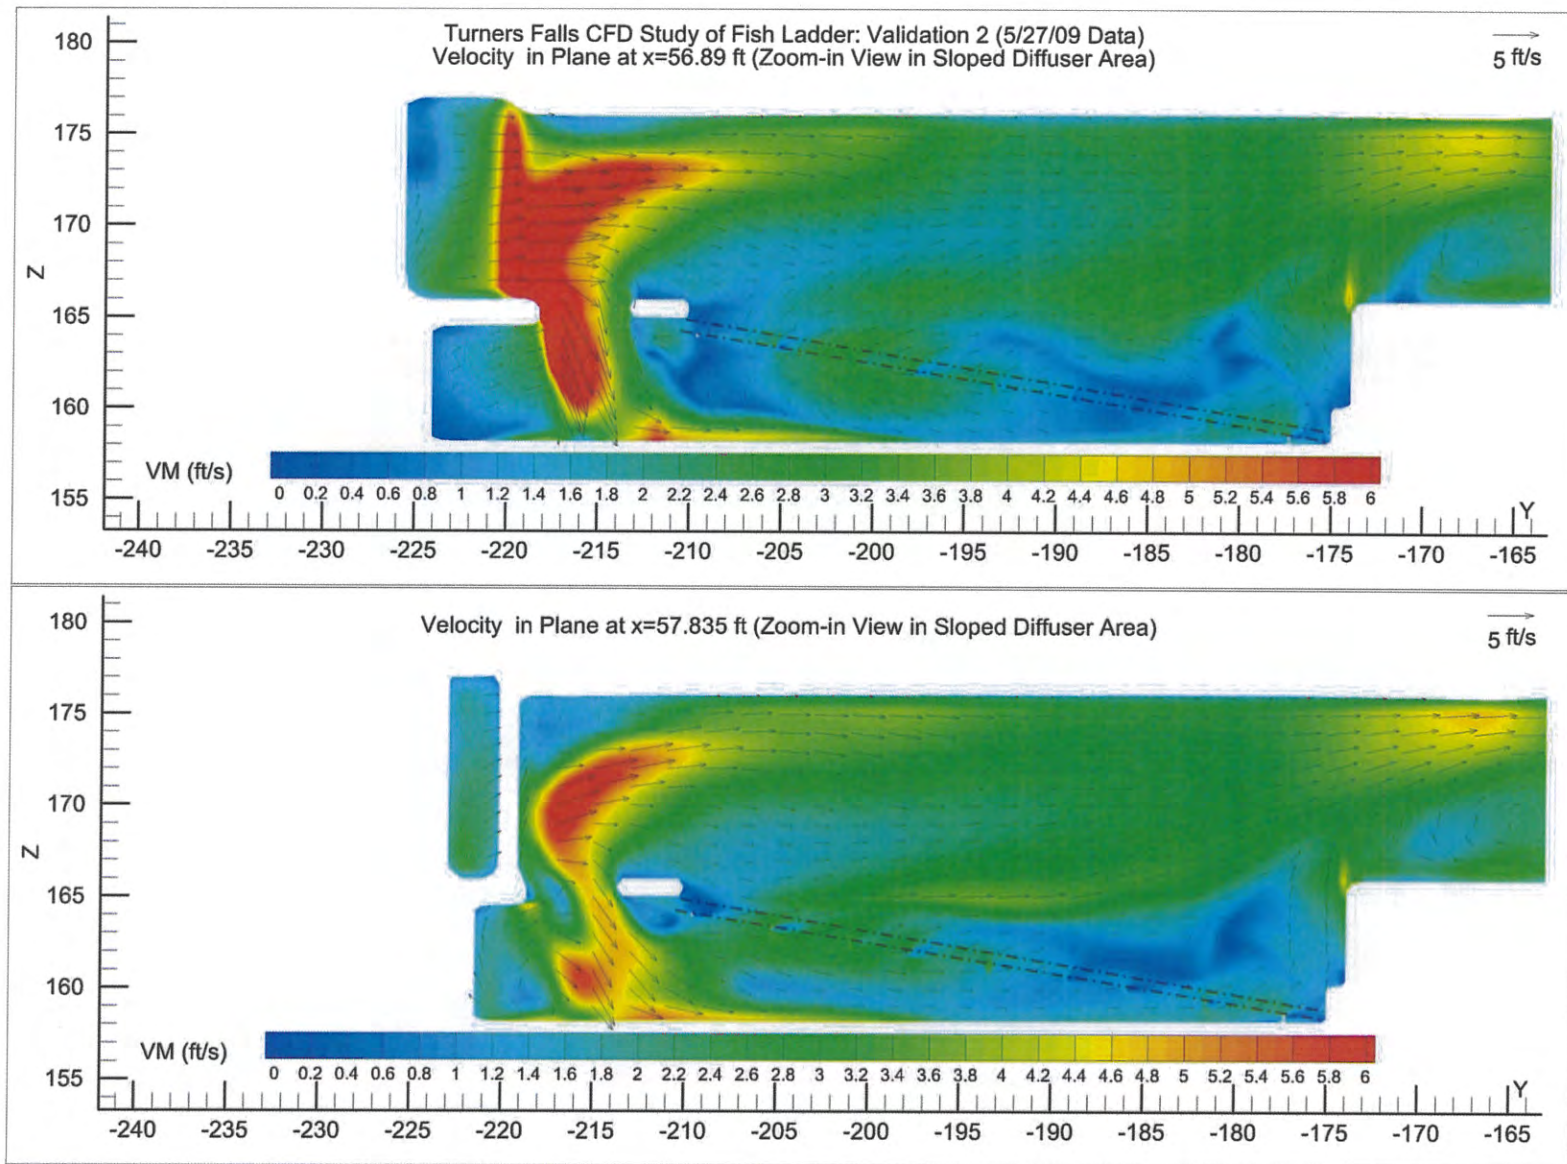 Turners Falls CFD Study of Fish Ladder: Validation 2 (5/27/09 Data)
Velocity in Plane at x=56.89 ft (Zoom-in View in Sloped Diffuser Area)
5 ft/s
180
175
170
165
160
155
Z
VM (ft/s)
0 0.2 0.4 0.6 0.8 1 1.2 1.4 1.6 1.8 2 2.2 2.4 2.6 2.8 3 3.2 3.4 3.6 3.8 4 4.2 4.4 4.6 4.8 5 5.2 5.4 5.6 5.8 6
Y
-240 -235 -230 -225 -220 -215 -210 -205 -200 -195 -190 -185 -180 -175 -170 -165
Velocity in Plane at x=57.835 ft (Zoom-in View in Sloped Diffuser Area)
5 ft/s
180
175
170
165
160
155
Z
VM (ft/s)
0 0.2 0.4 0.6 0.8 1 1.2 1.4 1.6 1.8 2 2.2 2.4 2.6 2.8 3 3.2 3.4 3.6 3.8 4 4.2 4.4 4.6 4.8 5 5.2 5.4 5.6 5.8 6
Y
-240 -235 -230 -225 -220 -215 -210 -205 -200 -195 -190 -185 -180 -175 -170 -165